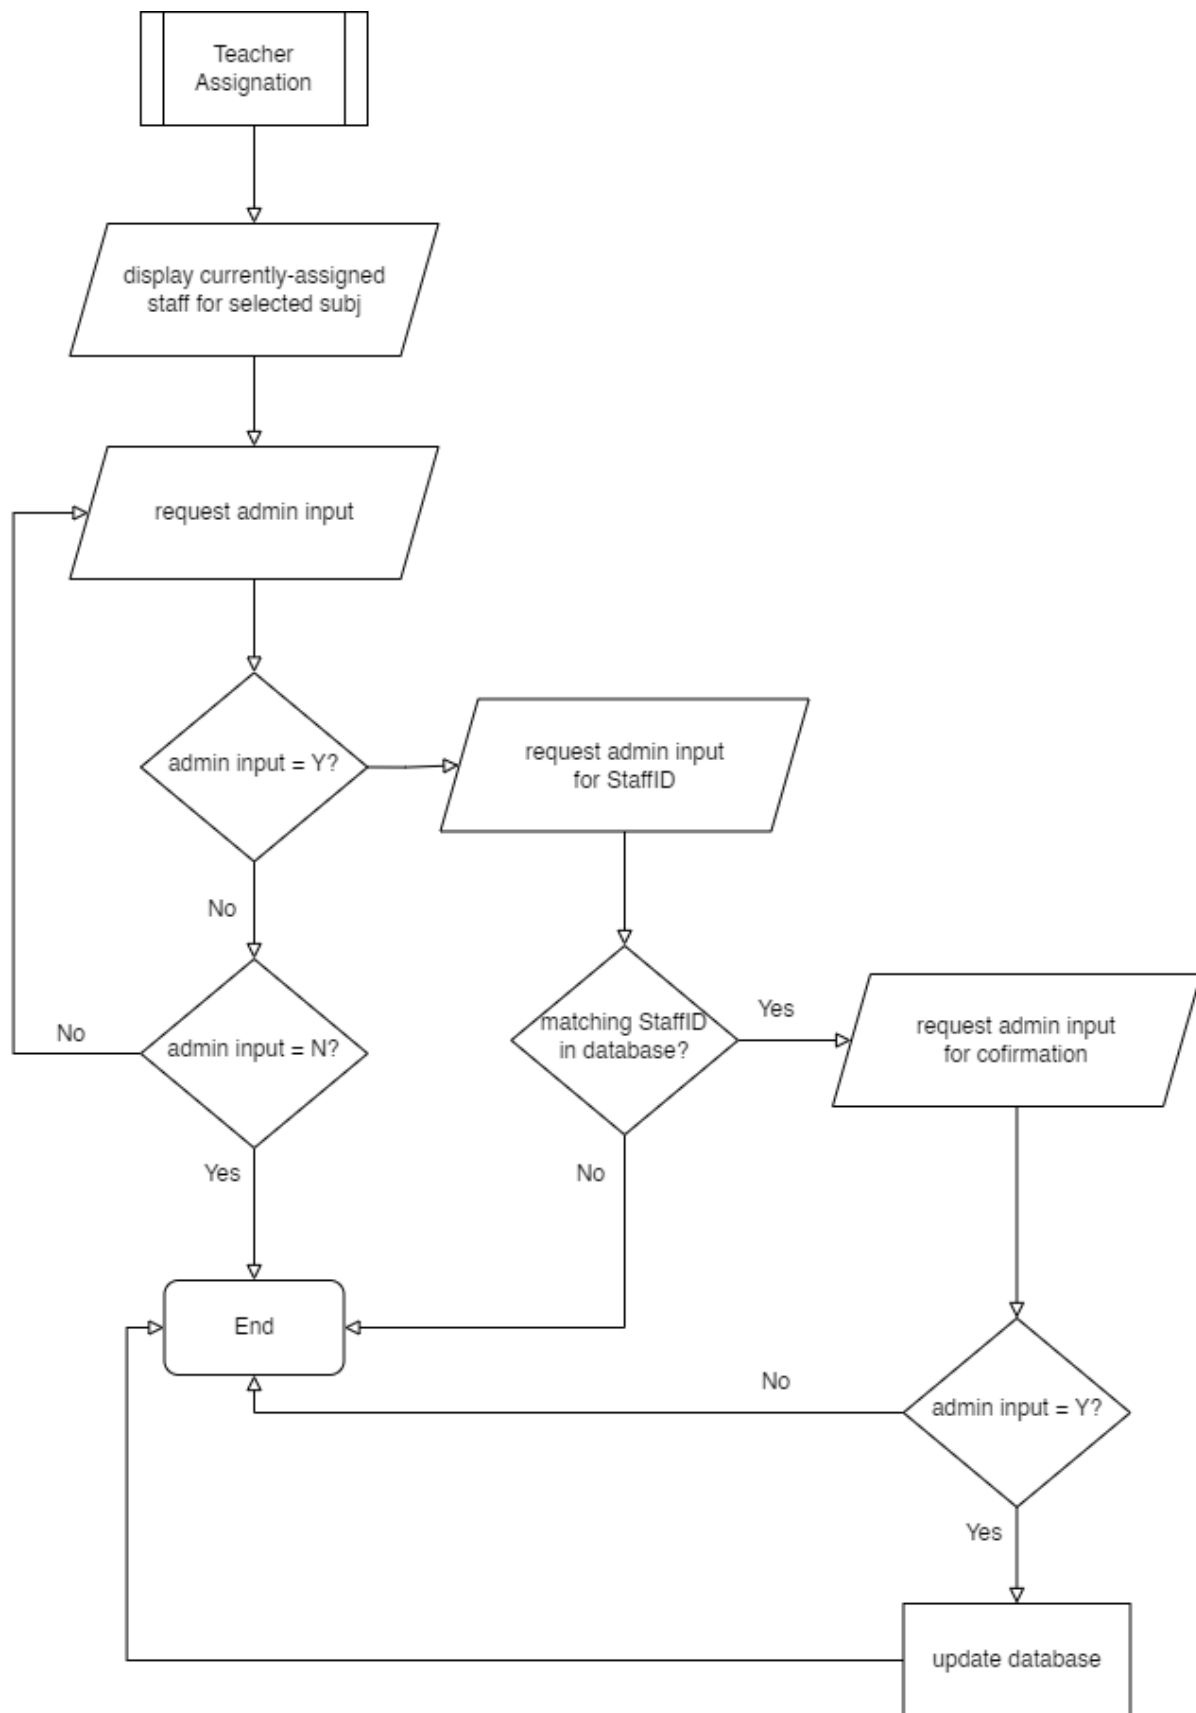 Teacher
Assignation
display currently-assigned
staff for selected subj
request admin input
admin input = Y?
request admin input
for StaffID
No
matching StaffID
in database?
Yes
request admin input
for cofirmation
No
admin input = N?
Yes
No
End
No
admin input = Y?
Yes
update database